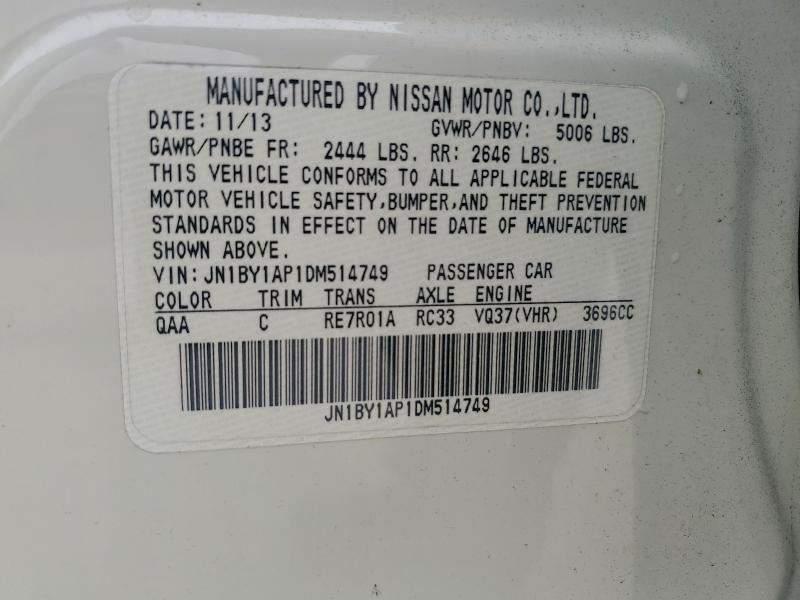 MANUFACTURED BY NISSAN MOTOR CO.,LTD.
DATE: 11/13 GVWR/PNBV: 5006 LBS.
GAWR/PNBE FR: 2444 LBS. RR: 2646 LBS.
THIS VEHICLE CONFORMS TO ALL APPLICABLE FEDERAL
MOTOR VEHICLE SAFETY,BUMPER,AND THEFT PREVENTION
STANDARDS IN EFFECT ON THE DATE OF MANUFACTURE
SHOWN ABOVE.
VIN: JN1BY1AP1DM514749 PASSENGER CAR
COLOR TRIM TRANS AXLE ENGINE
QAA C RE7R01A RC33 VQ37(VHR) 3696CC
JN1BY1AP1DM514749